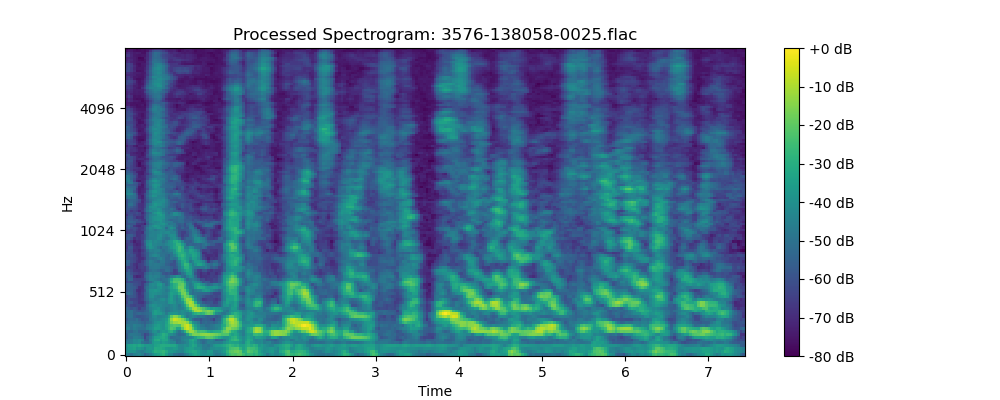 Processed Spectrogram: 3576-138058-0025.flac
Hz
4096
2048
1024
512
0
0 1 2 3 4 5 6 7
Time
+0 dB
-10 dB
-20 dB
-30 dB
-40 dB
-50 dB
-60 dB
-70 dB
-80 dB